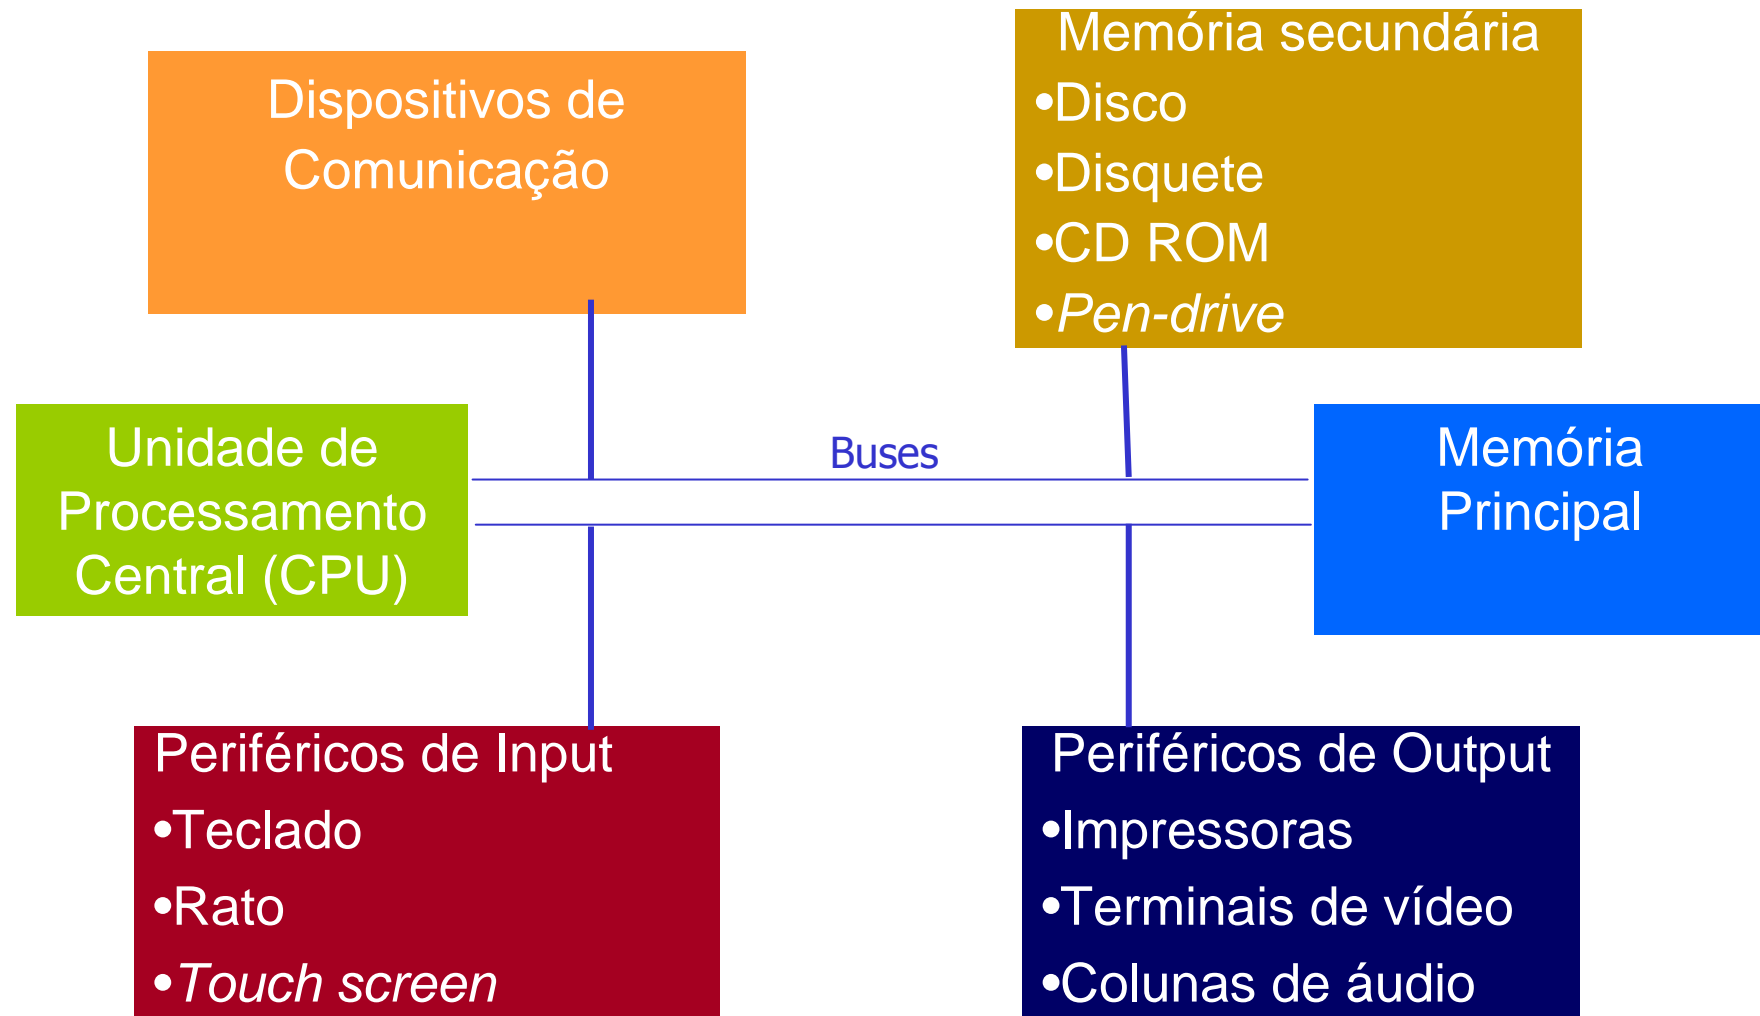 Dispositivos de
Comunicação
Memória secundária
•Disco
•Disquete
•CD ROM
•Pen-drive
Unidade de
Processamento
Central (CPU)
Buses
Memória
Principal
Periféricos de Input
•Teclado
•Rato
•Touch screen
Periféricos de Output
•Impressoras
•Terminais de vídeo
•Colunas de áudio